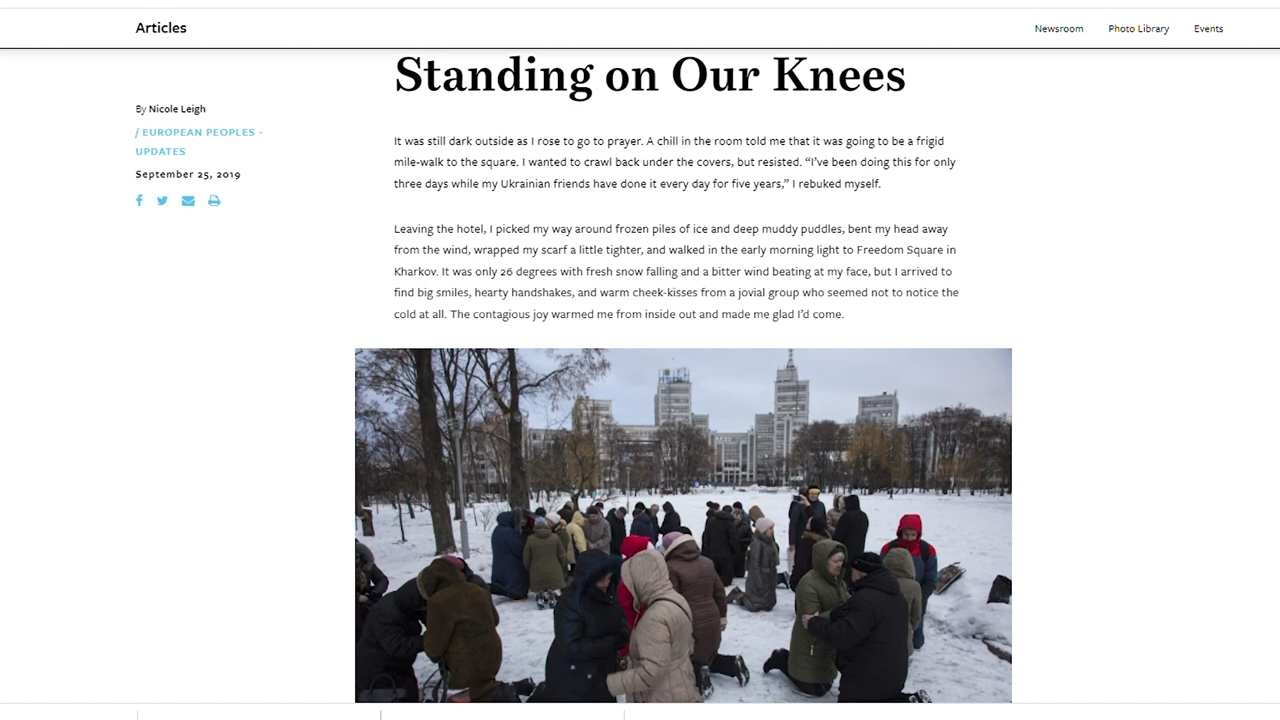 Articles
Newsroom
Photo Library
Events
Standing on Our Knees
By Nicole Leigh
/ EUROPEAN PEOPLES -
UPDATES
September 25, 2019
It was still dark outside as I rose to go to prayer. A chill in the room told me that it was going to be a frigid
mile-walk to the square. I wanted to crawl back under the covers, but resisted. “I’ve been doing this for only
three days while my Ukrainian friends have done it every day for five years,” I rebuked myself.
Leaving the hotel, I picked my way around frozen piles of ice and deep muddy puddles, bent my head away
from the wind, wrapped my scarf a little tighter, and walked in the early morning light to Freedom Square in
Kharkov. It was only 26 degrees with fresh snow falling and a bitter wind beating at my face, but I arrived to
find big smiles, hearty handshakes, and warm cheek-kisses from a jovial group who seemed not to notice the
cold at all. The contagious joy warmed me from inside out and made me glad I’d come.